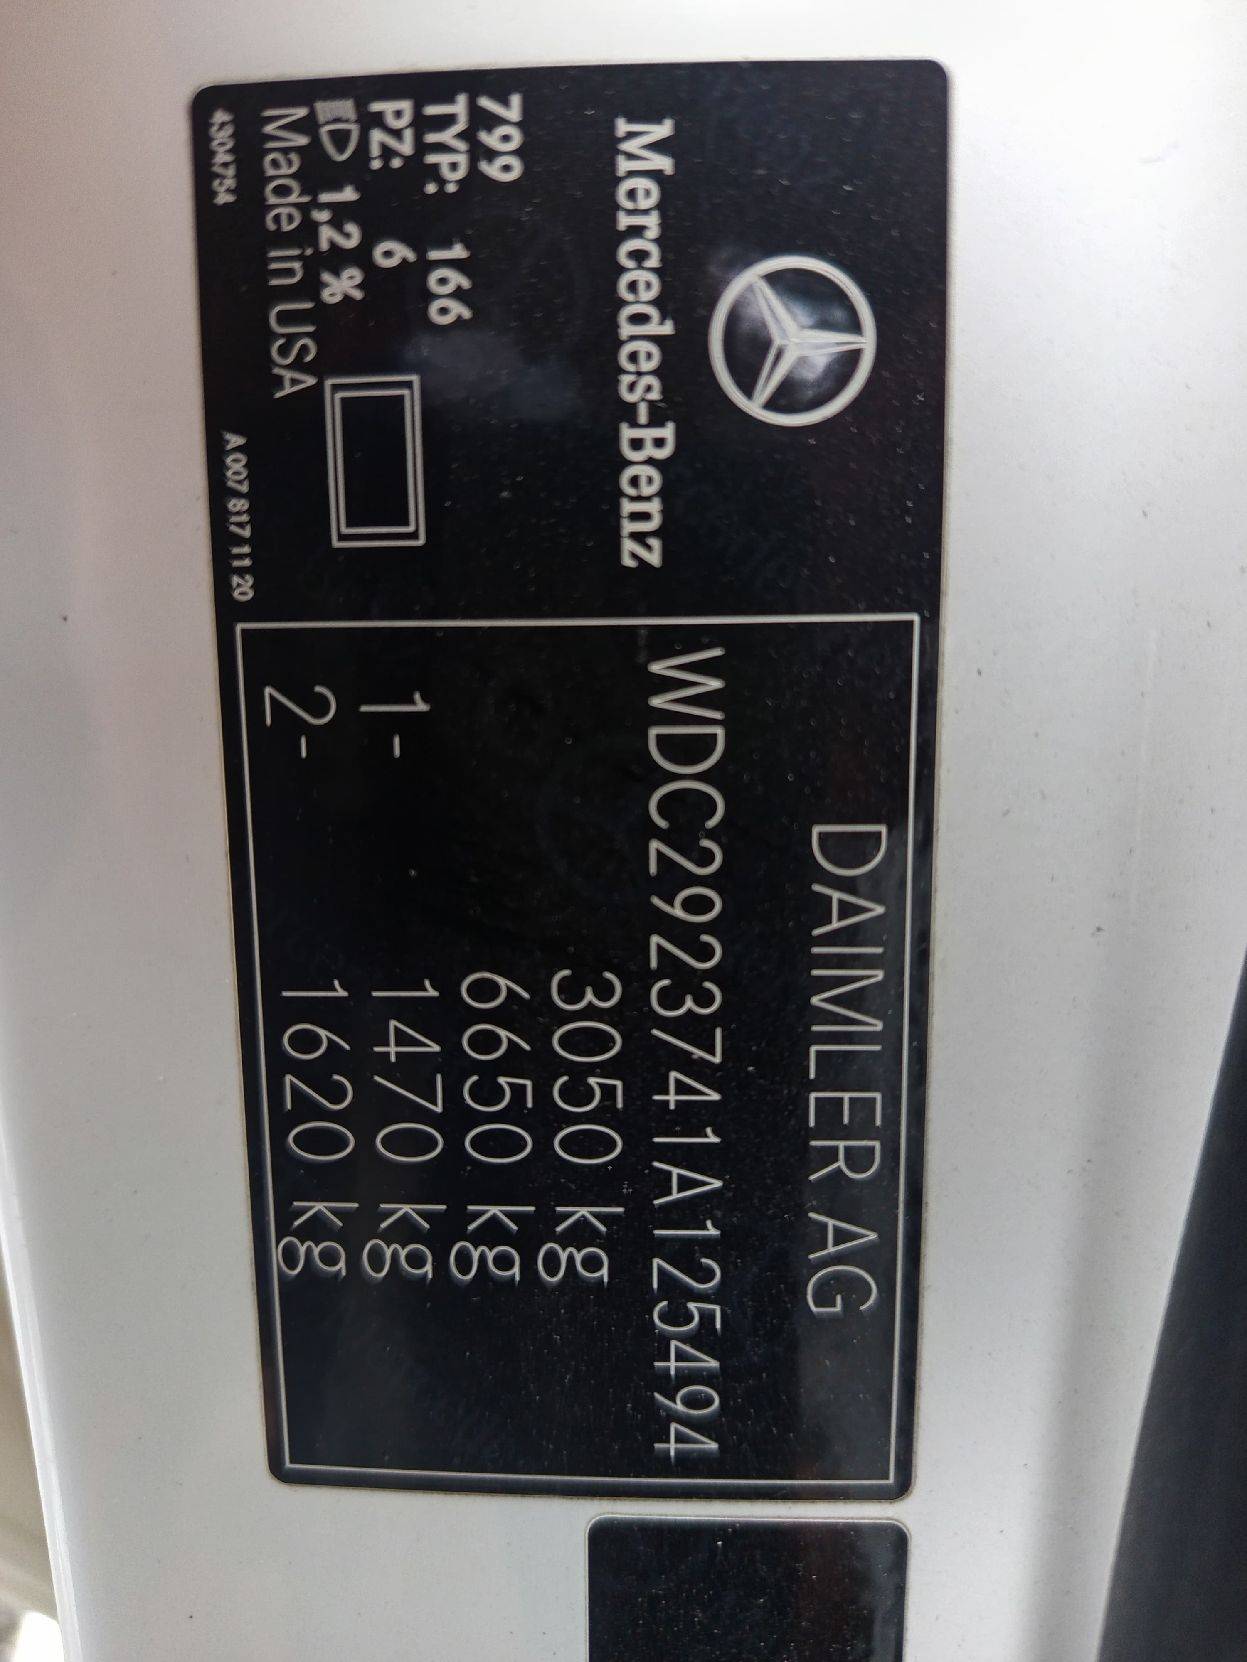 Mercedes-Benz
799
TYP: 166
PZ: 6
1,2 %
Made in USA
4304754
A 007 817 11 20
DAIMLER AG
WDC2923741A125494
3050 kg
6650 kg
1- 1470 kg
2- 1620 kg